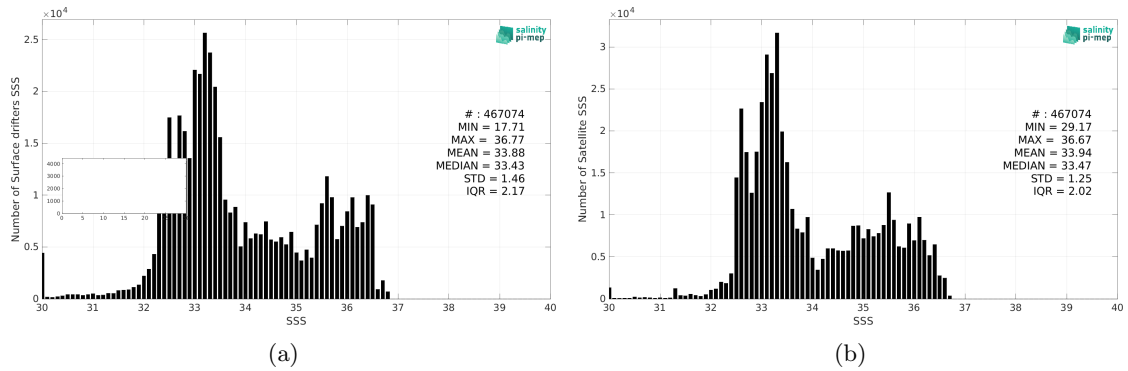 ×10^4
Number of Surface drifters SSS
2.5
2
1.5
1
0.5
0
4000
3000
2000
1000
0
0 5 10 15 20
salinity
pi-mep
# : 467074
MIN = 17.71
MAX = 36.77
MEAN = 33.88
MEDIAN = 33.43
STD = 1.46
IQR = 2.17
30 31 32 33 34 35 36 37 38 39 40
SSS
(a)
×10^4
Number of Satellite SSS
3
2.5
2
1.5
1
0.5
0
salinity
pi-mep
# : 467074
MIN = 29.17
MAX = 36.67
MEAN = 33.94
MEDIAN = 33.47
STD = 1.25
IQR = 2.02
30 31 32 33 34 35 36 37 38 39 40
SSS
(b)